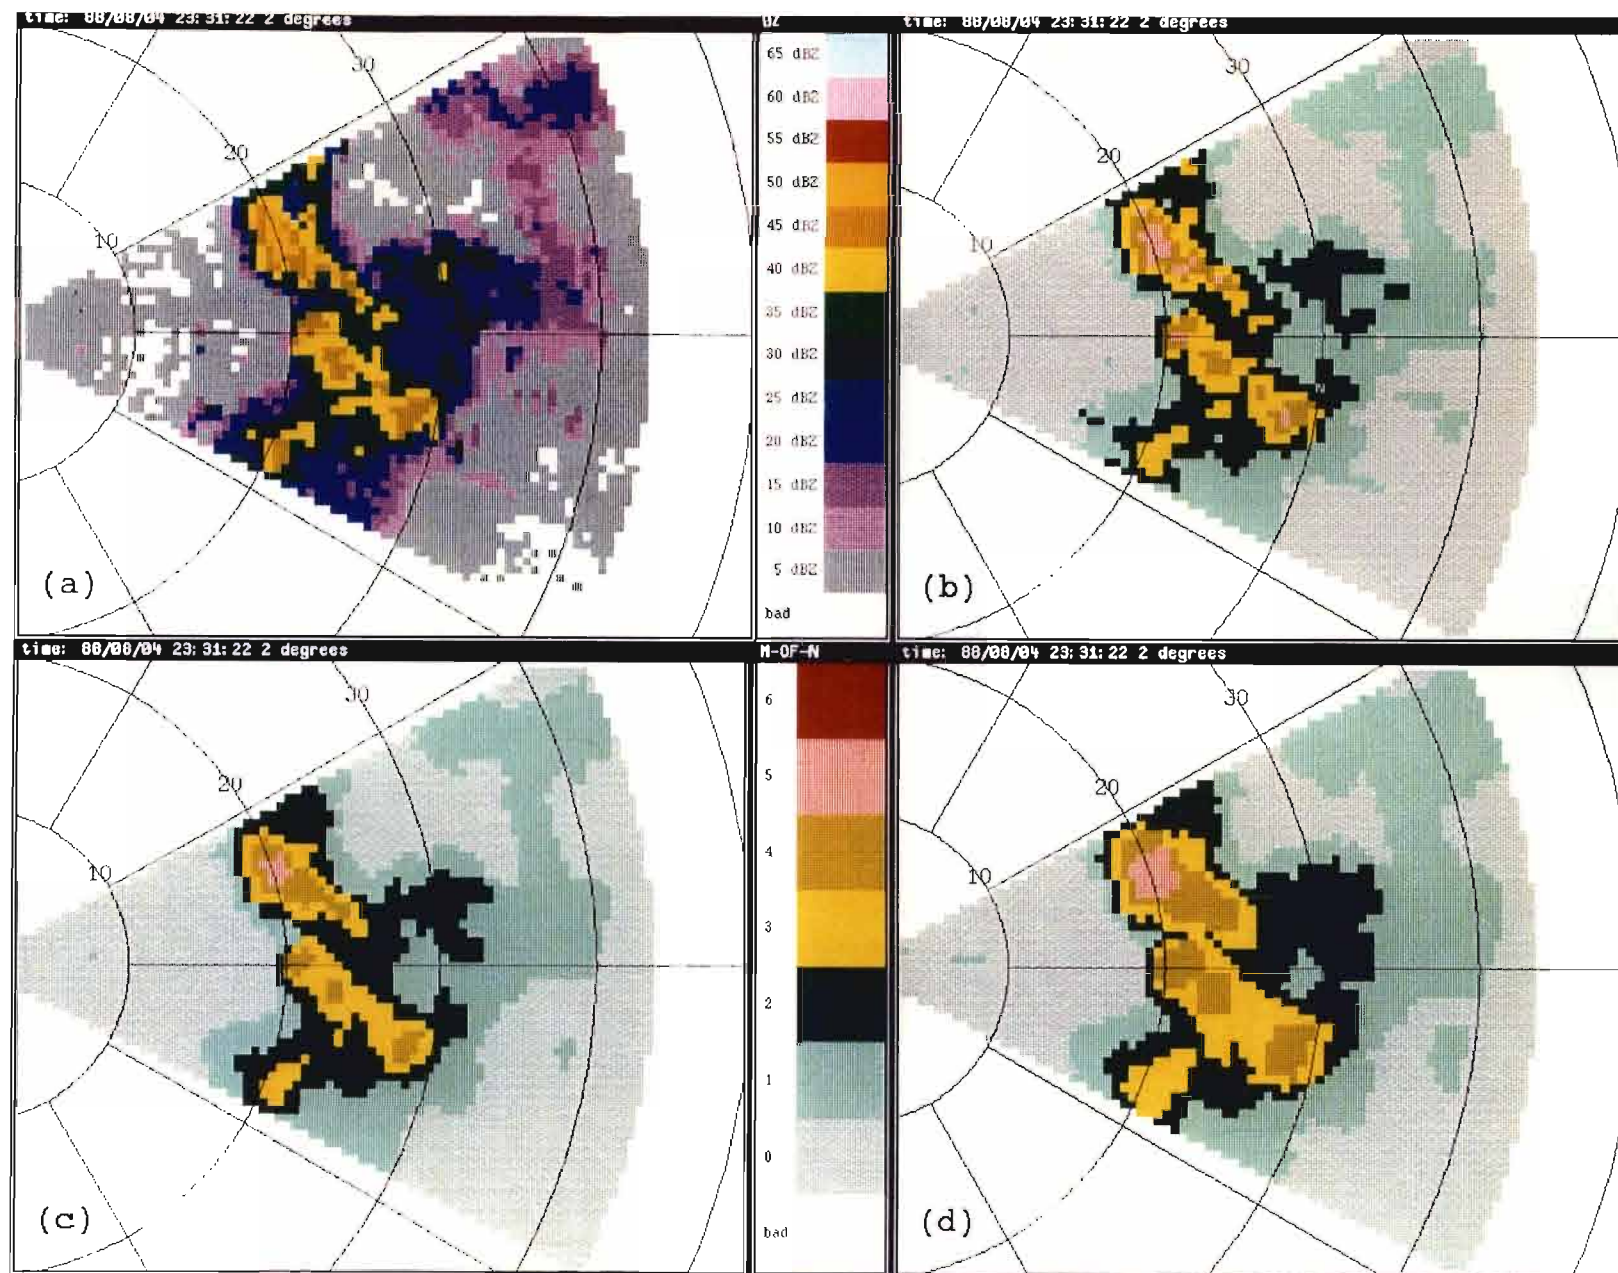 time: 88/08/04 23:31:22 2 degrees
DZ
time: 88/08/04 23:31:22 2 degrees
30
20
10
(a)
65 dBZ
60 dBZ
55 dBZ
50 dBZ
45 dBZ
40 dBZ
35 dBZ
30 dBZ
25 dBZ
20 dBZ
15 dBZ
10 dBZ
5 dBZ
bad
30
20
10
N
(b)
time: 88/08/04 23:31:22 2 degrees
M-OF-N
time: 88/08/04 23:31:22 2 degrees
30
20
10
(c)
6
5
4
3
2
1
0
bad
30
20
10
(d)